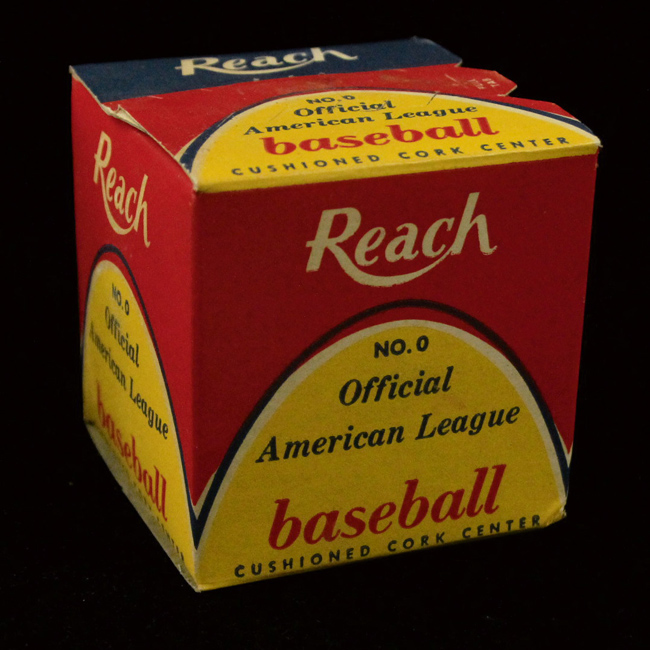 Reach
NO. 0
Official
American League
baseball
CUSHIONED CORK CENTER
Reach
NO. 0
Official
American League
baseball
Reach
NO. 0
Official
American League
baseball
CUSHIONED CORK CENTER